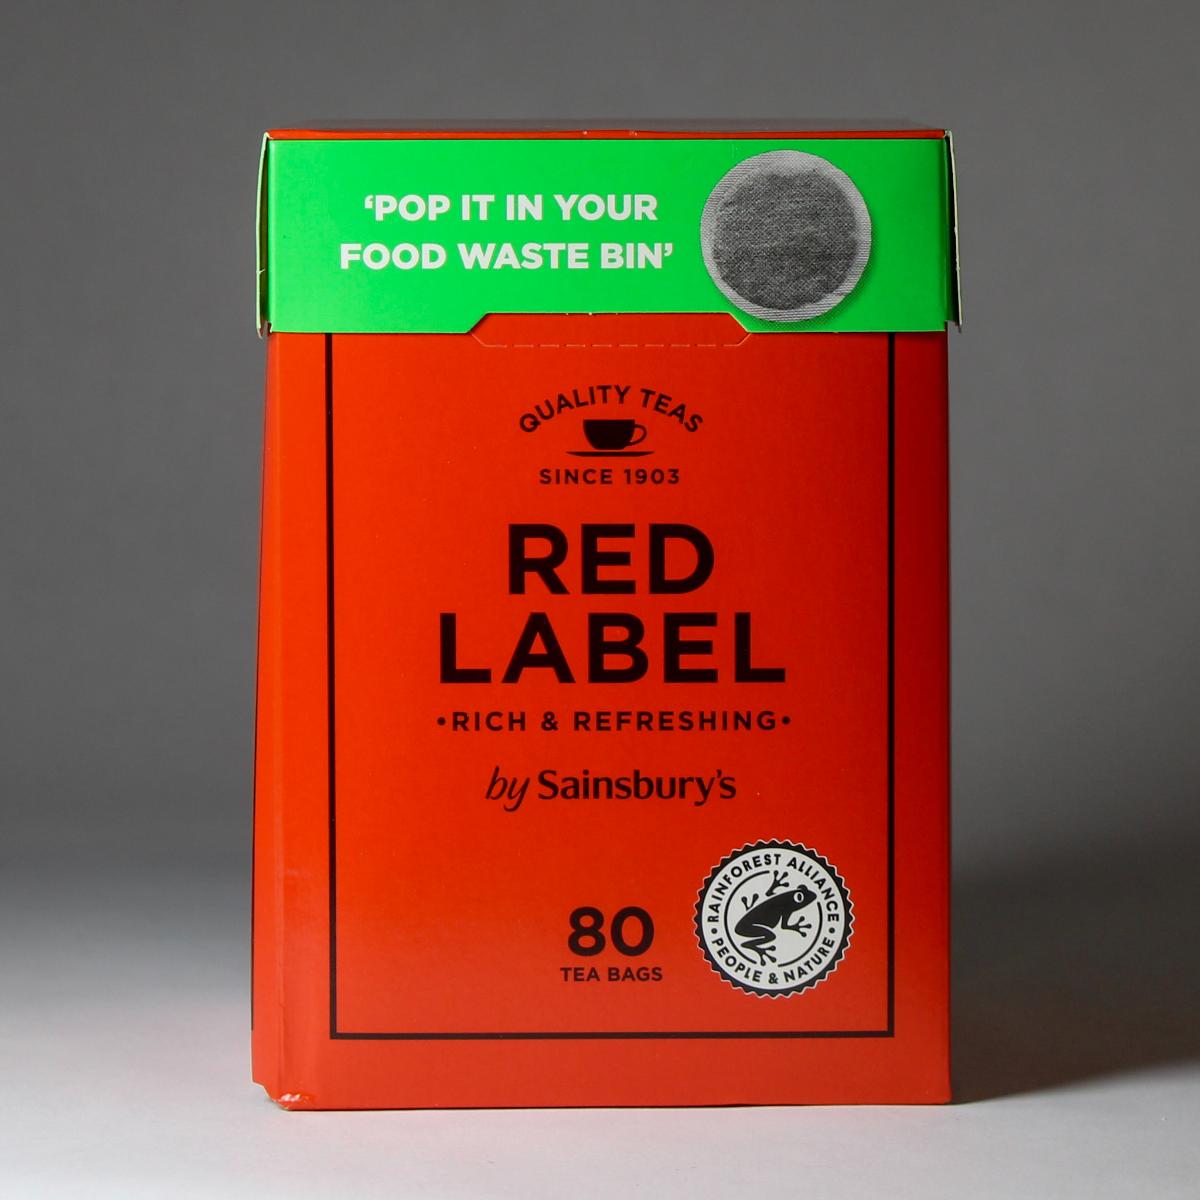 ‘POP IT IN YOUR
FOOD WASTE BIN’
QUALITY TEAS
SINCE 1903
RED
LABEL
•RICH & REFRESHING•
by Sainsbury's
80
TEA BAGS
RAINFOREST ALLIANCE
• PEOPLE & NATURE •